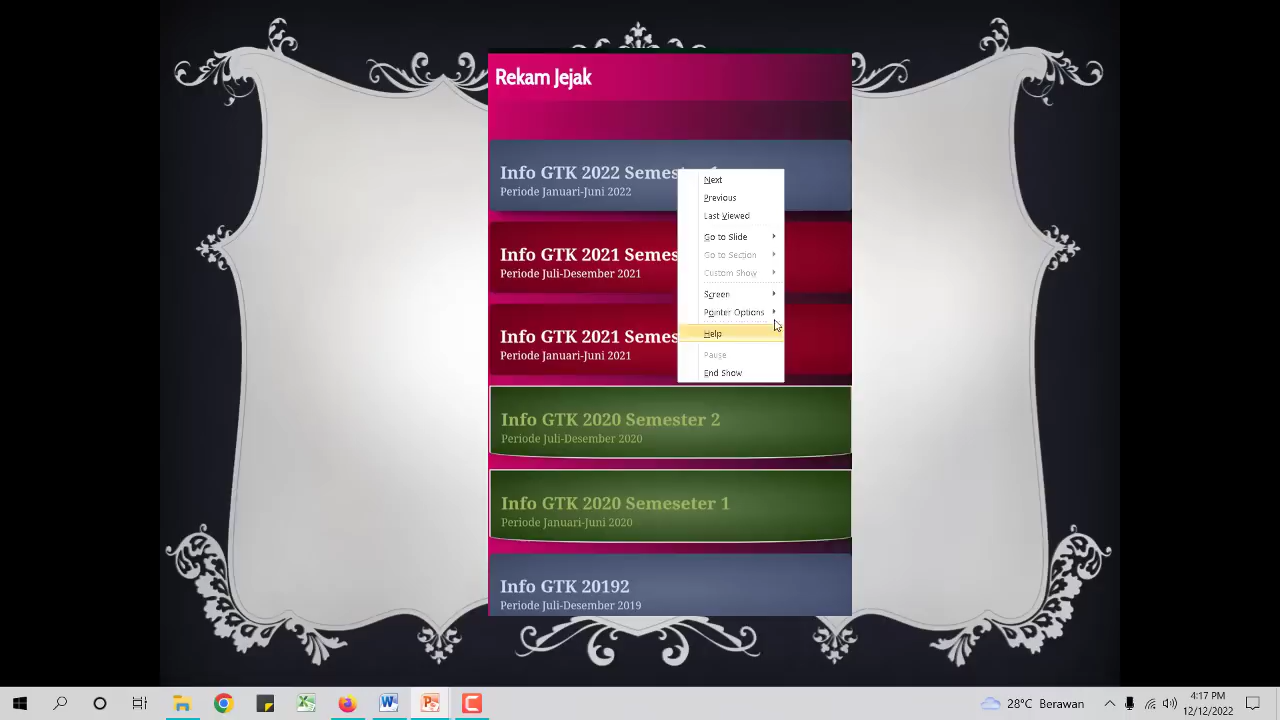 Rekam Jejak
Info GTK 2022 Semes
Periode Januari-Juni 2022
Info GTK 2021 Semes
Periode Juli-Desember 2021
Info GTK 2021 Semes
Periode Januari-Juni 2021
Next
Previous
Last Viewed
Go to Slide
Go to Section
Custom Show
Screen
Pointer Options
Help
Pause
End Show
Info GTK 2020 Semester 2
Periode Juli-Desember 2020
Info GTK 2020 Semeseter 1
Periode Januari-Juni 2020
Info GTK 20192
Periode Juli-Desember 2019
28°C Berawan
4:17 PM
12/12/2022